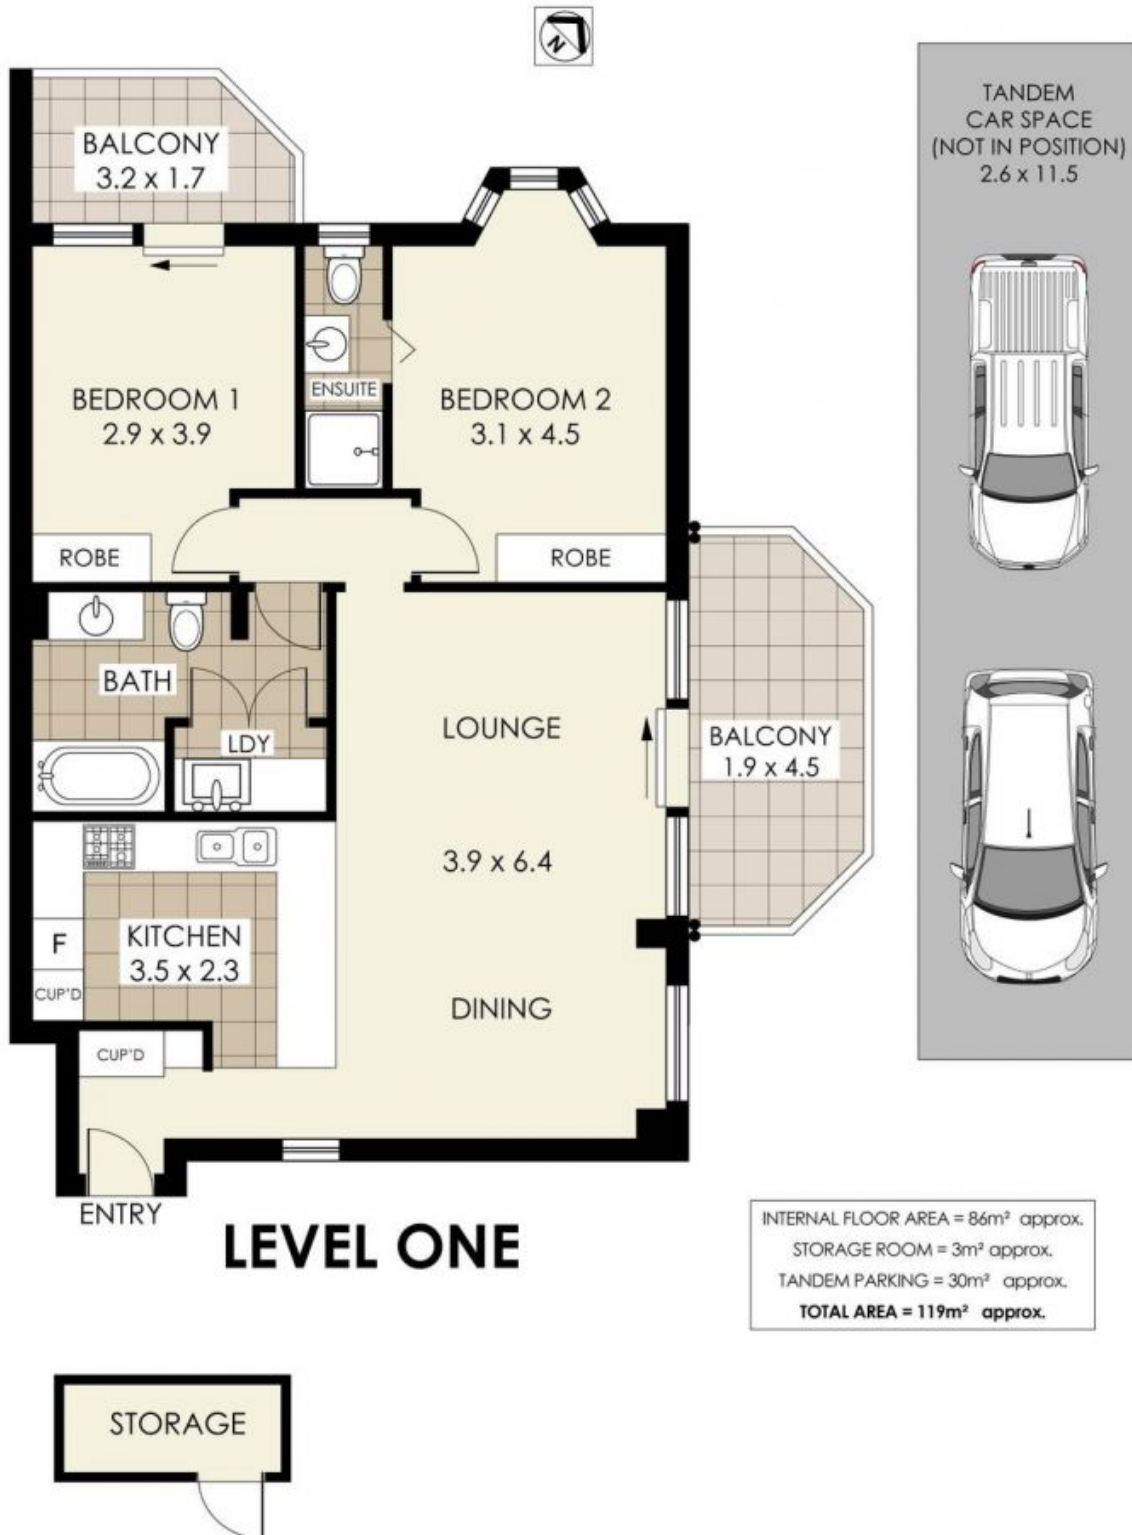 N
TANDEM
CAR SPACE
(NOT IN POSITION)
2.6 x 11.5
BALCONY
3.2 x 1.7
BEDROOM 1
2.9 x 3.9
ENSUITE
BEDROOM 2
3.1 x 4.5
ROBE
ROBE
BATH
LDY
LOUNGE
BALCONY
1.9 x 4.5
3.9 x 6.4
KITCHEN
3.5 x 2.3
F
CUP'D
DINING
CUP'D
ENTRY
LEVEL ONE
INTERNAL FLOOR AREA = 86m² approx.
STORAGE ROOM = 3m² approx.
TANDEM PARKING = 30m² approx.
TOTAL AREA = 119m² approx.
STORAGE